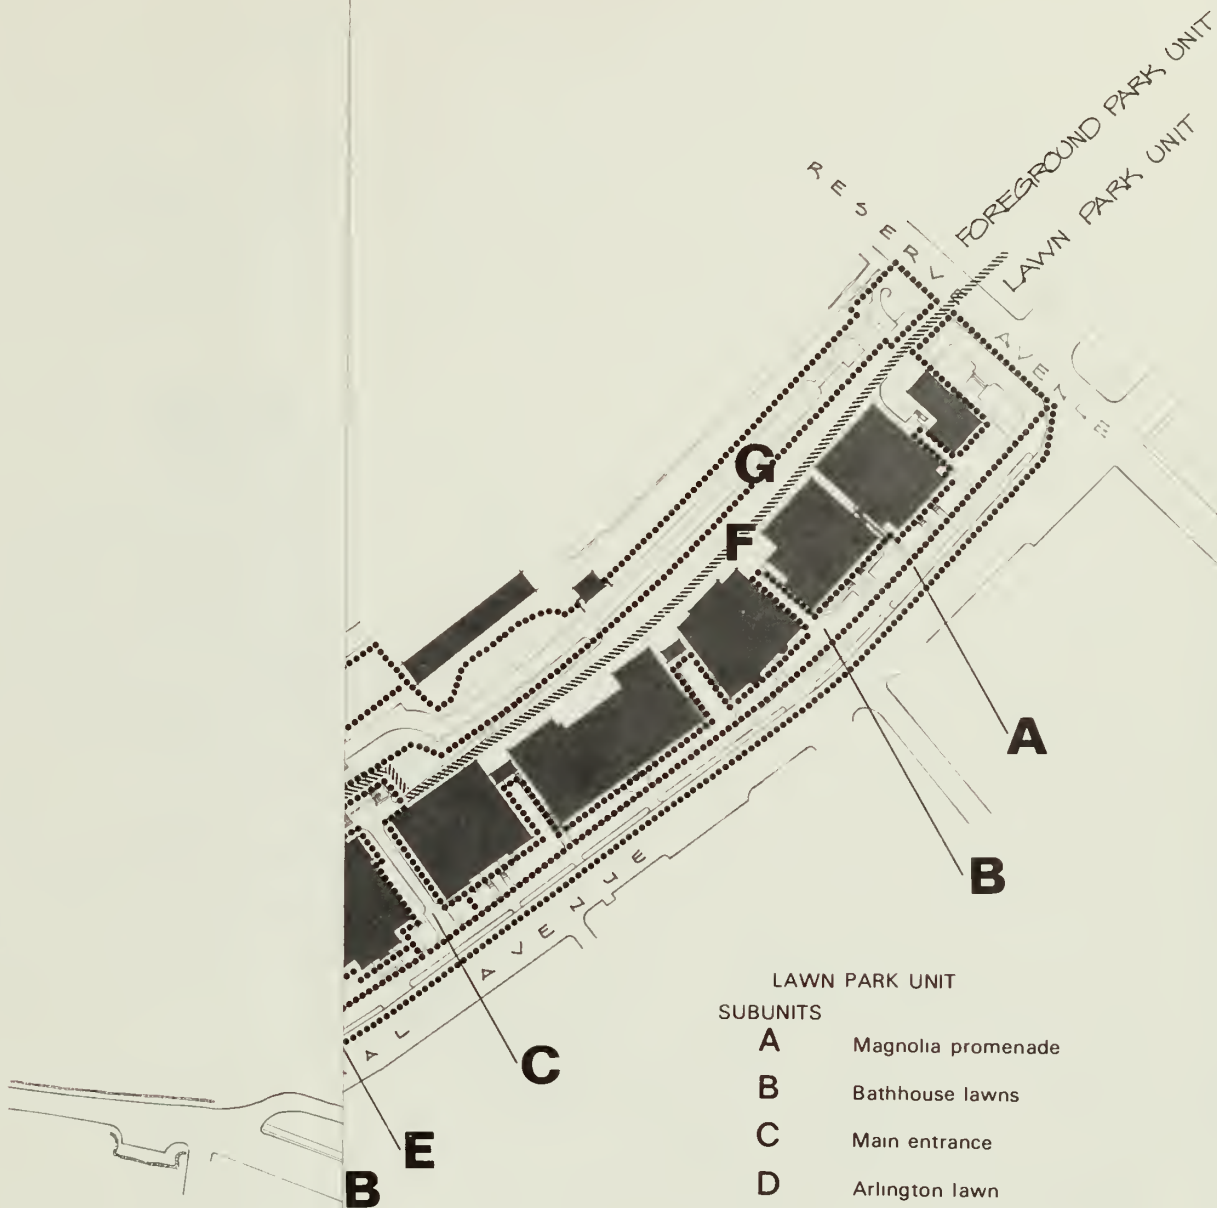 FOREGROUND PARK UNIT
LAWN PARK UNIT
RESERVE AVENUE
G
F
A
B
AL AVENUE
C
E
B
LAWN PARK UNIT
SUBUNITS
A Magnolia promenade
B Bathhouse lawns
C Main entrance
D Arlington lawn